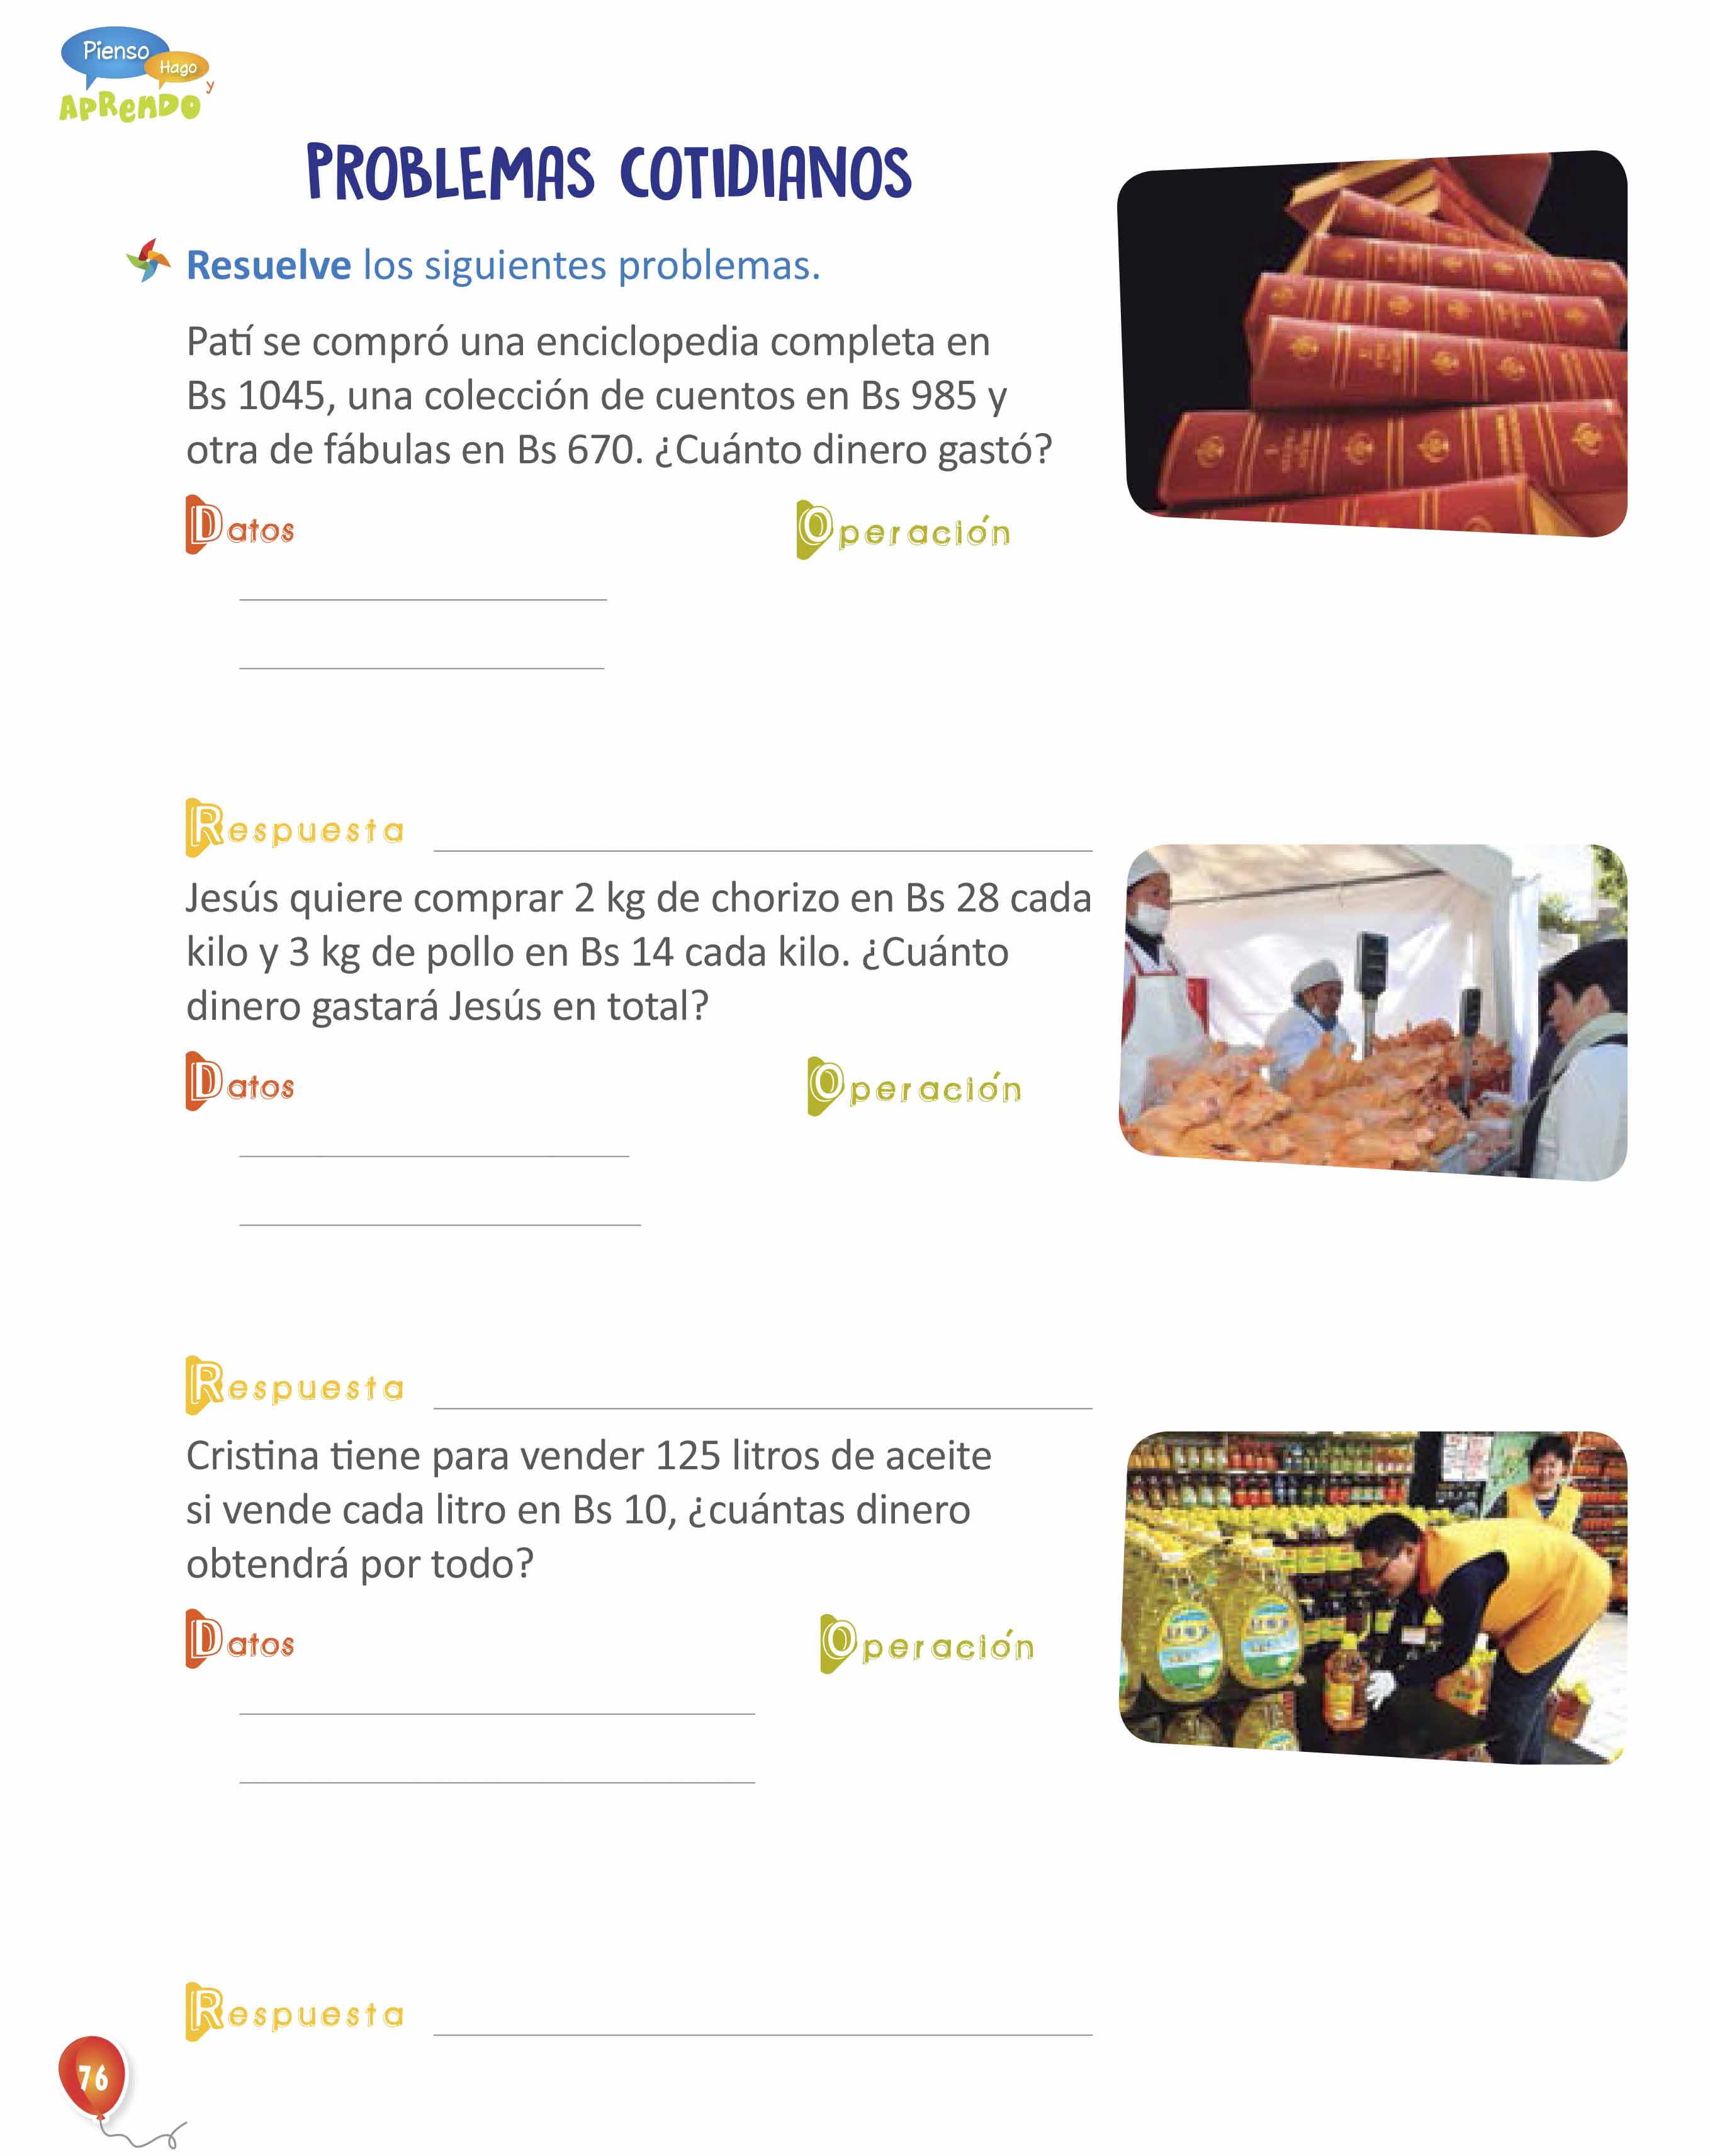 Pienso
Hago
y
APRENDO
PROBLEMAS COTIDIANOS
Resuelve los siguientes problemas.
Patí se compró una enciclopedia completa en
Bs 1045, una colección de cuentos en Bs 985 y
otra de fábulas en Bs 670. ¿Cuánto dinero gastó?
Datos
Operación
Respuesta
Jesús quiere comprar 2 kg de chorizo en Bs 28 cada
kilo y 3 kg de pollo en Bs 14 cada kilo. ¿Cuánto
dinero gastará Jesús en total?
Datos
Operación
Respuesta
Cristina tiene para vender 125 litros de aceite
si vende cada litro en Bs 10, ¿cuántas dinero
obtendrá por todo?
Datos
Operación
Respuesta
76